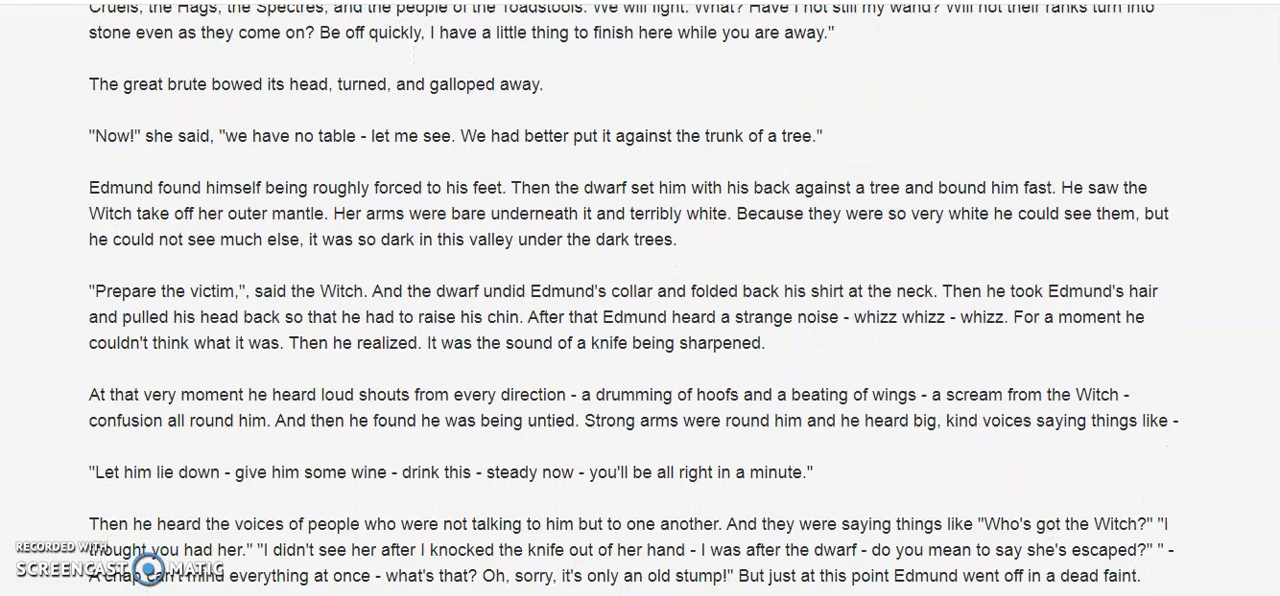 Cruels, the Hags, the Spectres, and the people of the Toadstools. We will fight. What? Have I not still my wand? Will not their ranks turn into
stone even as they come on? Be off quickly, I have a little thing to finish here while you are away."
The great brute bowed its head, turned, and galloped away.
"Now!" she said, "we have no table - let me see. We had better put it against the trunk of a tree."
Edmund found himself being roughly forced to his feet. Then the dwarf set him with his back against a tree and bound him fast. He saw the
Witch take off her outer mantle. Her arms were bare underneath it and terribly white. Because they were so very white he could see them, but
he could not see much else, it was so dark in this valley under the dark trees.
"Prepare the victim,", said the Witch. And the dwarf undid Edmund's collar and folded back his shirt at the neck. Then he took Edmund's hair
and pulled his head back so that he had to raise his chin. After that Edmund heard a strange noise - whizz whizz - whizz. For a moment he
couldn't think what it was. Then he realized. It was the sound of a knife being sharpened.
At that very moment he heard loud shouts from every direction - a drumming of hoofs and a beating of wings - a scream from the Witch -
confusion all round him. And then he found he was being untied. Strong arms were round him and he heard big, kind voices saying things like -
"Let him lie down - give him some wine - drink this - steady now - you'll be all right in a minute."
Then he heard the voices of people who were not talking to him but to one another. And they were saying things like "Who's got the Witch?" "I
thought you had her." "I didn't see her after I knocked the knife out of her hand - I was after the dwarf - do you mean to say she's escaped?" " -
A chap can't mind everything at once - what's that? Oh, sorry, it's only an old stump!" But just at this point Edmund went off in a dead faint.
RECORDED WITH
SCREENCAST MATIC